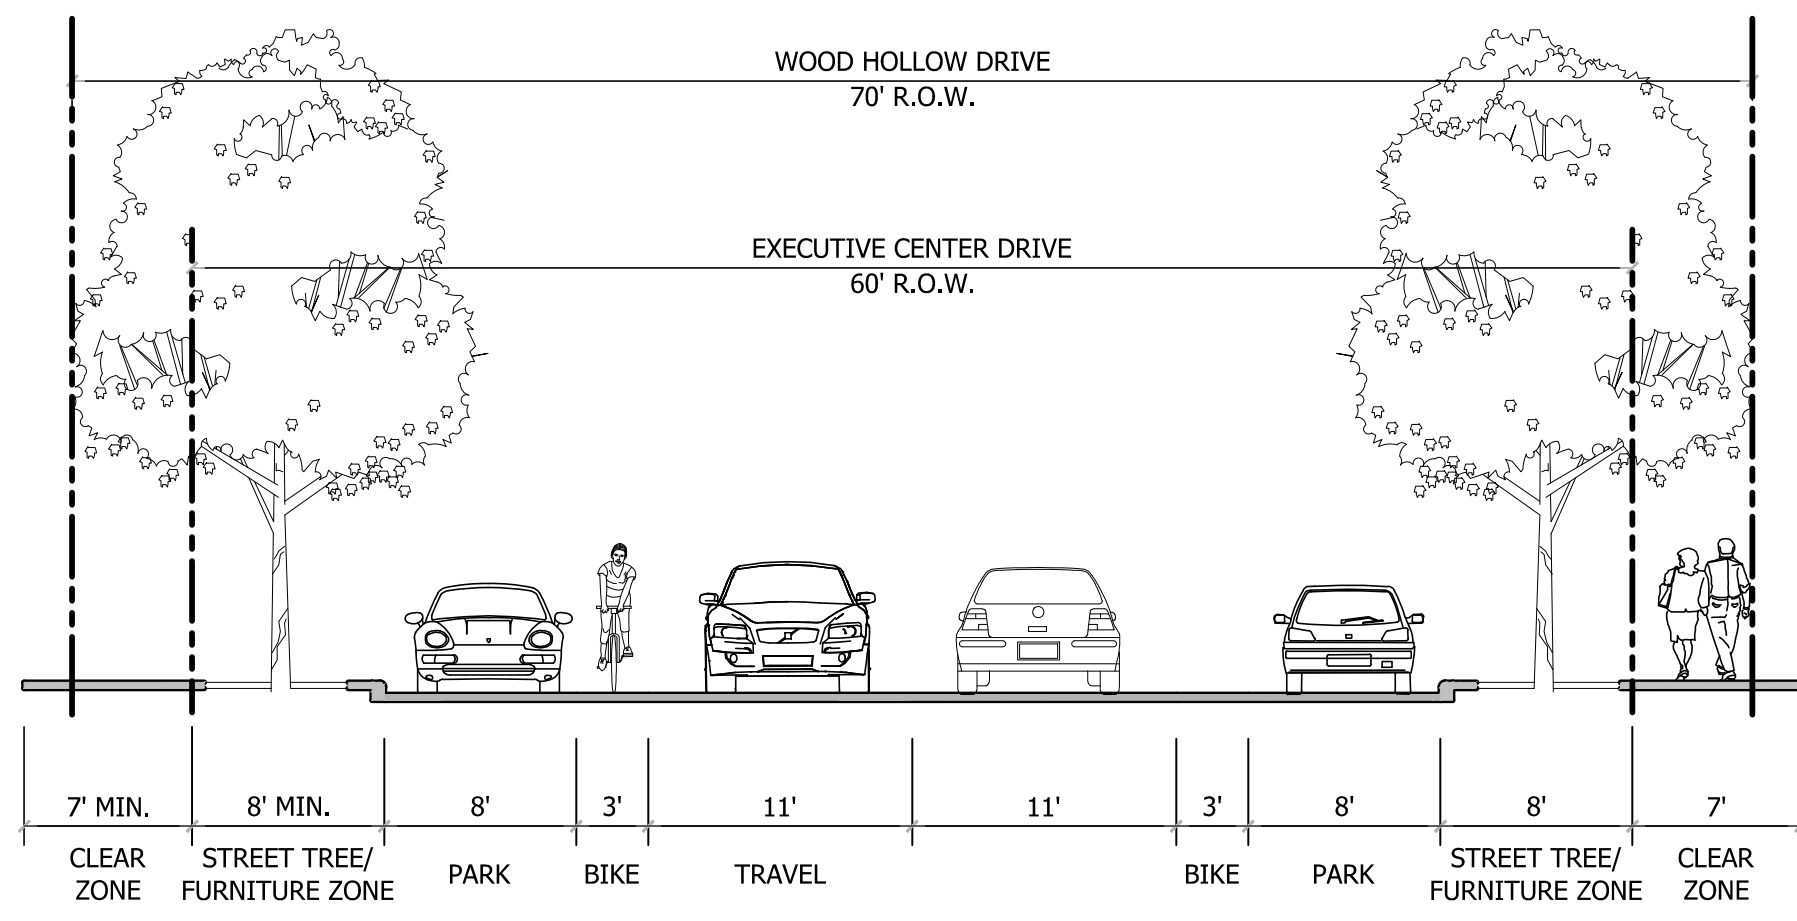 WOOD HOLLOW DRIVE
70' R.O.W.
EXECUTIVE CENTER DRIVE
60' R.O.W.
7' MIN. 8' MIN. 8' 3' 11' 11' 3' 8' 8' 7'
CLEAR STREET TREE/ PARK BIKE TRAVEL BIKE PARK STREET TREE/ CLEAR
ZONE FURNITURE ZONE FURNITURE ZONE ZONE